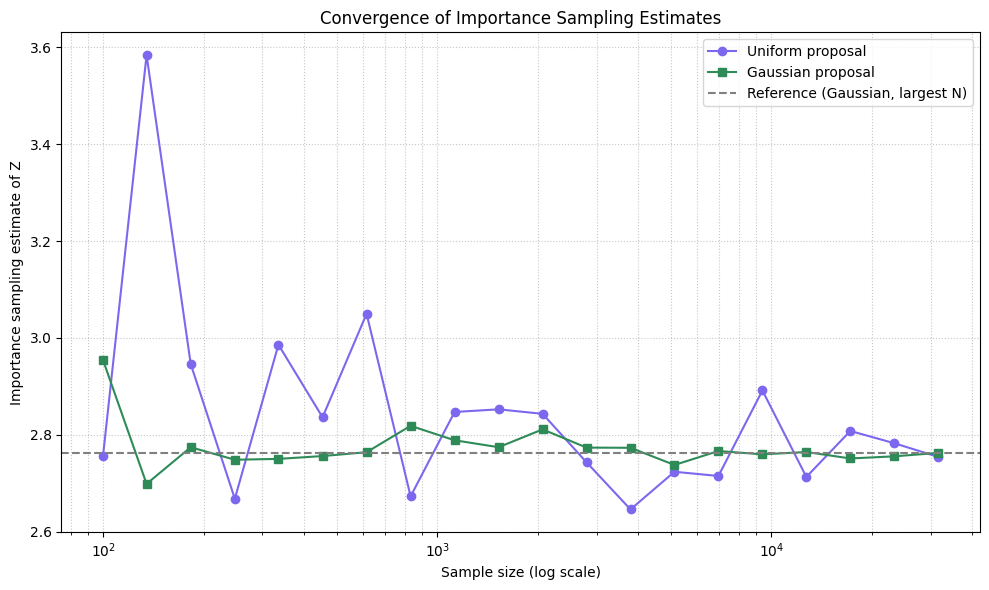 Convergence of Importance Sampling Estimates
Uniform proposal
Gaussian proposal
Reference (Gaussian, largest N)
Importance sampling estimate of Z
3.6
3.4
3.2
3.0
2.8
2.6
10² 10³ 10⁴
Sample size (log scale)